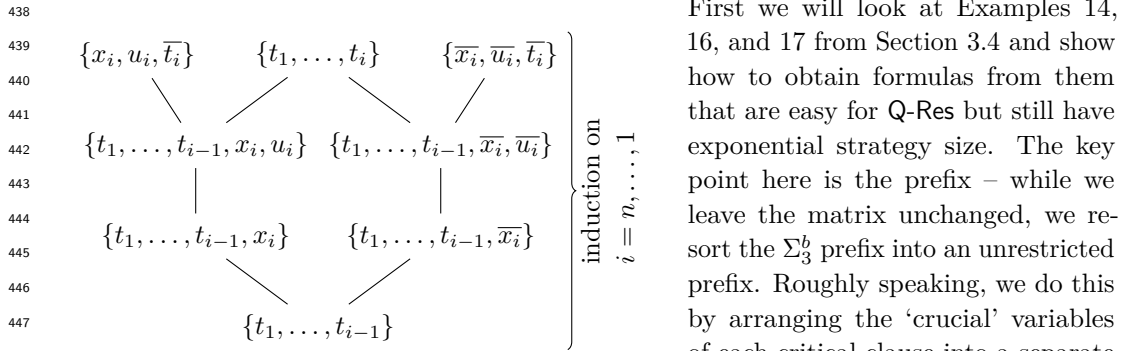 438
439
440
441
442
443
444
445
446
447
{x_i, u_i, \overline{t_i}} {t_1, …, t_i} {\overline{x_i}, \overline{u_i}, \overline{t_i}}
{t_1, …, t_{i−1}, x_i, u_i} {t_1, …, t_{i−1}, \overline{x_i}, \overline{u_i}}
{t_1, …, t_{i−1}, x_i} {t_1, …, t_{i−1}, \overline{x_i}}
{t_1, …, t_{i−1}}
induction on
i = n, …, 1
First we will look at Examples 14,
16, and 17 from Section 3.4 and show
how to obtain formulas from them
that are easy for Q-Res but still have
exponential strategy size. The key
point here is the prefix – while we
leave the matrix unchanged, we re-
sort the Σ_3^b prefix into an unrestricted
prefix. Roughly speaking, we do this
by arranging the ‘crucial’ variables
of each critical clause into a separate